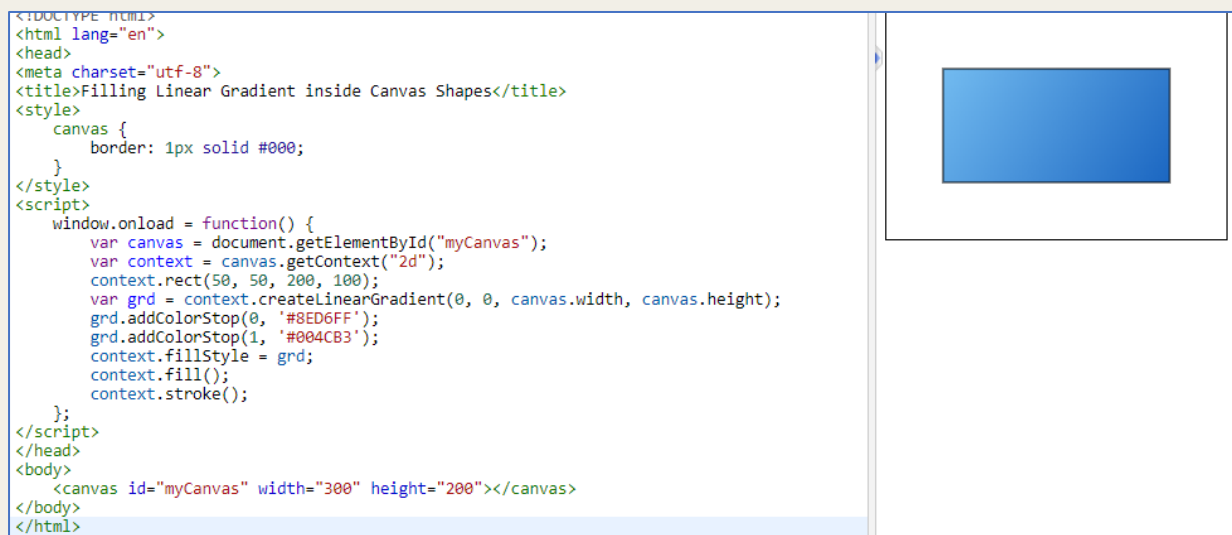 <!DOCTYPE html>
<html lang="en">
<head>
<meta charset="utf-8">
<title>Filling Linear Gradient inside Canvas Shapes</title>
<style>
    canvas {
        border: 1px solid #000;
    }
</style>
<script>
    window.onload = function() {
        var canvas = document.getElementById("myCanvas");
        var context = canvas.getContext("2d");
        context.rect(50, 50, 200, 100);
        var grd = context.createLinearGradient(0, 0, canvas.width, canvas.height);
        grd.addColorStop(0, '#8ED6FF');
        grd.addColorStop(1, '#004CB3');
        context.fillStyle = grd;
        context.fill();
        context.stroke();
    };
</script>
</head>
<body>
    <canvas id="myCanvas" width="300" height="200"></canvas>
</body>
</html>